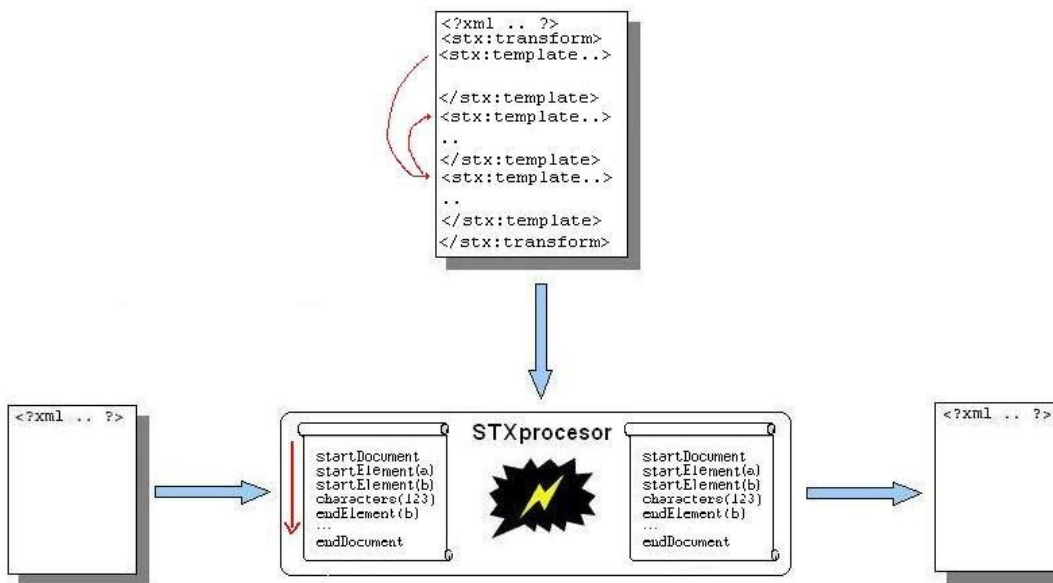 <?xml .. ?>
<stx:transform>
<stx:template..>
</stx:template>
<stx:template..>
..
</stx:template>
<stx:template..>
..
</stx:template>
</stx:transform>
<?xml .. ?>
startDocument
startElement(a)
startElement(b)
characters(123)
endElement(b)
...
endDocument
STXprocesor
startDocument
startElement(a)
startElement(b)
characters(123)
endElement(b)
...
endDocument
<?xml .. ?>